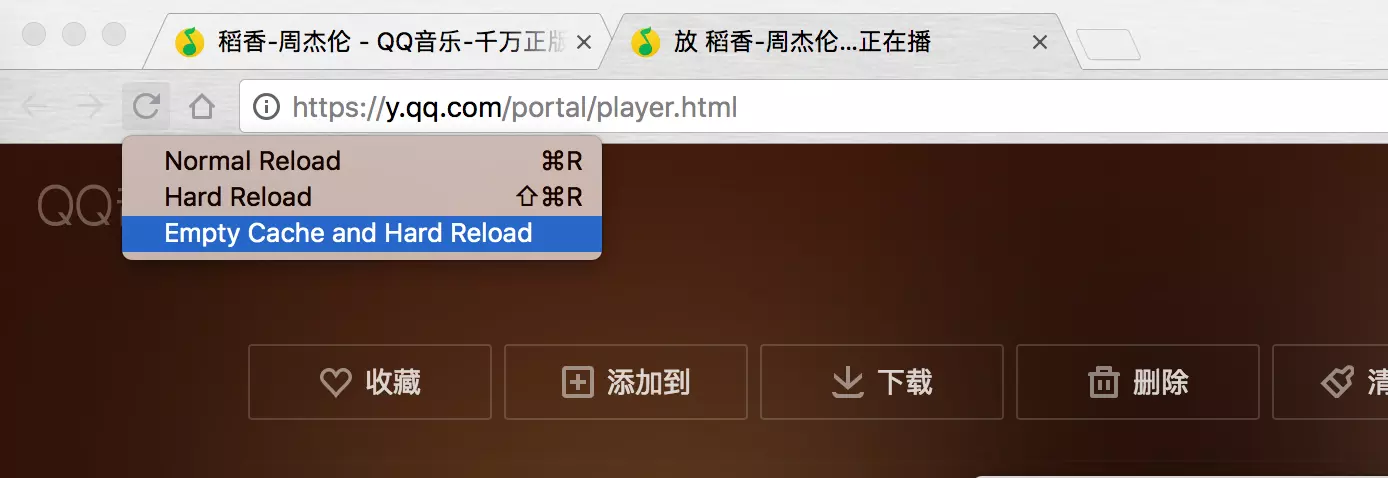 稻香-周杰伦 - QQ音乐-千万正版
放 稻香-周杰伦...正在播
https://y.qq.com/portal/player.html
Normal Reload ⌘R
Hard Reload ⇧⌘R
Empty Cache and Hard Reload
QQ
收藏
添加到
下载
删除
清